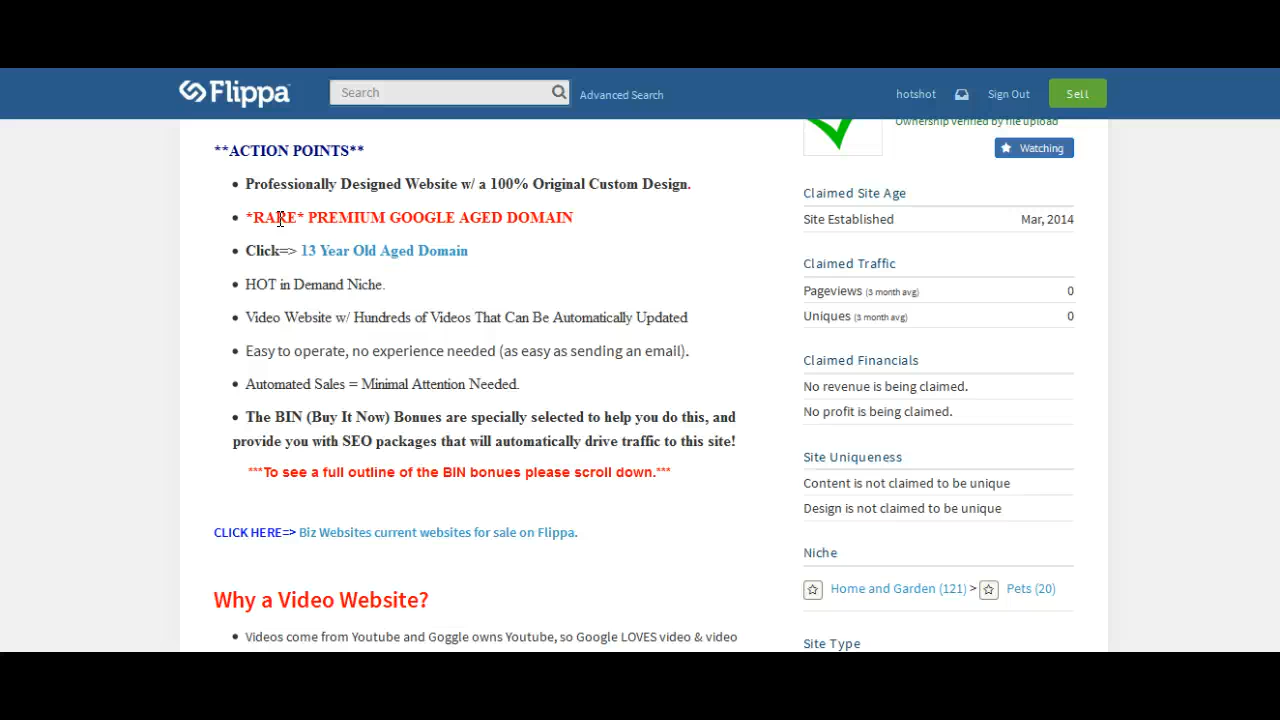 Flippa
Search
Advanced Search
hotshot
Sign Out
Sell
**ACTION POINTS**
• Professionally Designed Website w/ a 100% Original Custom Design.
• *RARE* PREMIUM GOOGLE AGED DOMAIN
• Click=> 13 Year Old Aged Domain
• HOT in Demand Niche.
• Video Website w/ Hundreds of Videos That Can Be Automatically Updated
• Easy to operate, no experience needed (as easy as sending an email).
• Automated Sales = Minimal Attention Needed.
• The BIN (Buy It Now) Bonues are specially selected to help you do this, and
provide you with SEO packages that will automatically drive traffic to this site!
***To see a full outline of the BIN bonues please scroll down.***
CLICK HERE=> Biz Websites current websites for sale on Flippa.
Why a Video Website?
• Videos come from Youtube and Goggle owns Youtube, so Google LOVES video & video
Ownership verified by file upload
Watching
Claimed Site Age
Site Established Mar, 2014
Claimed Traffic
Pageviews (3 month avg) 0
Uniques (3 month avg) 0
Claimed Financials
No revenue is being claimed.
No profit is being claimed.
Site Uniqueness
Content is not claimed to be unique
Design is not claimed to be unique
Niche
Home and Garden (121) > Pets (20)
Site Type